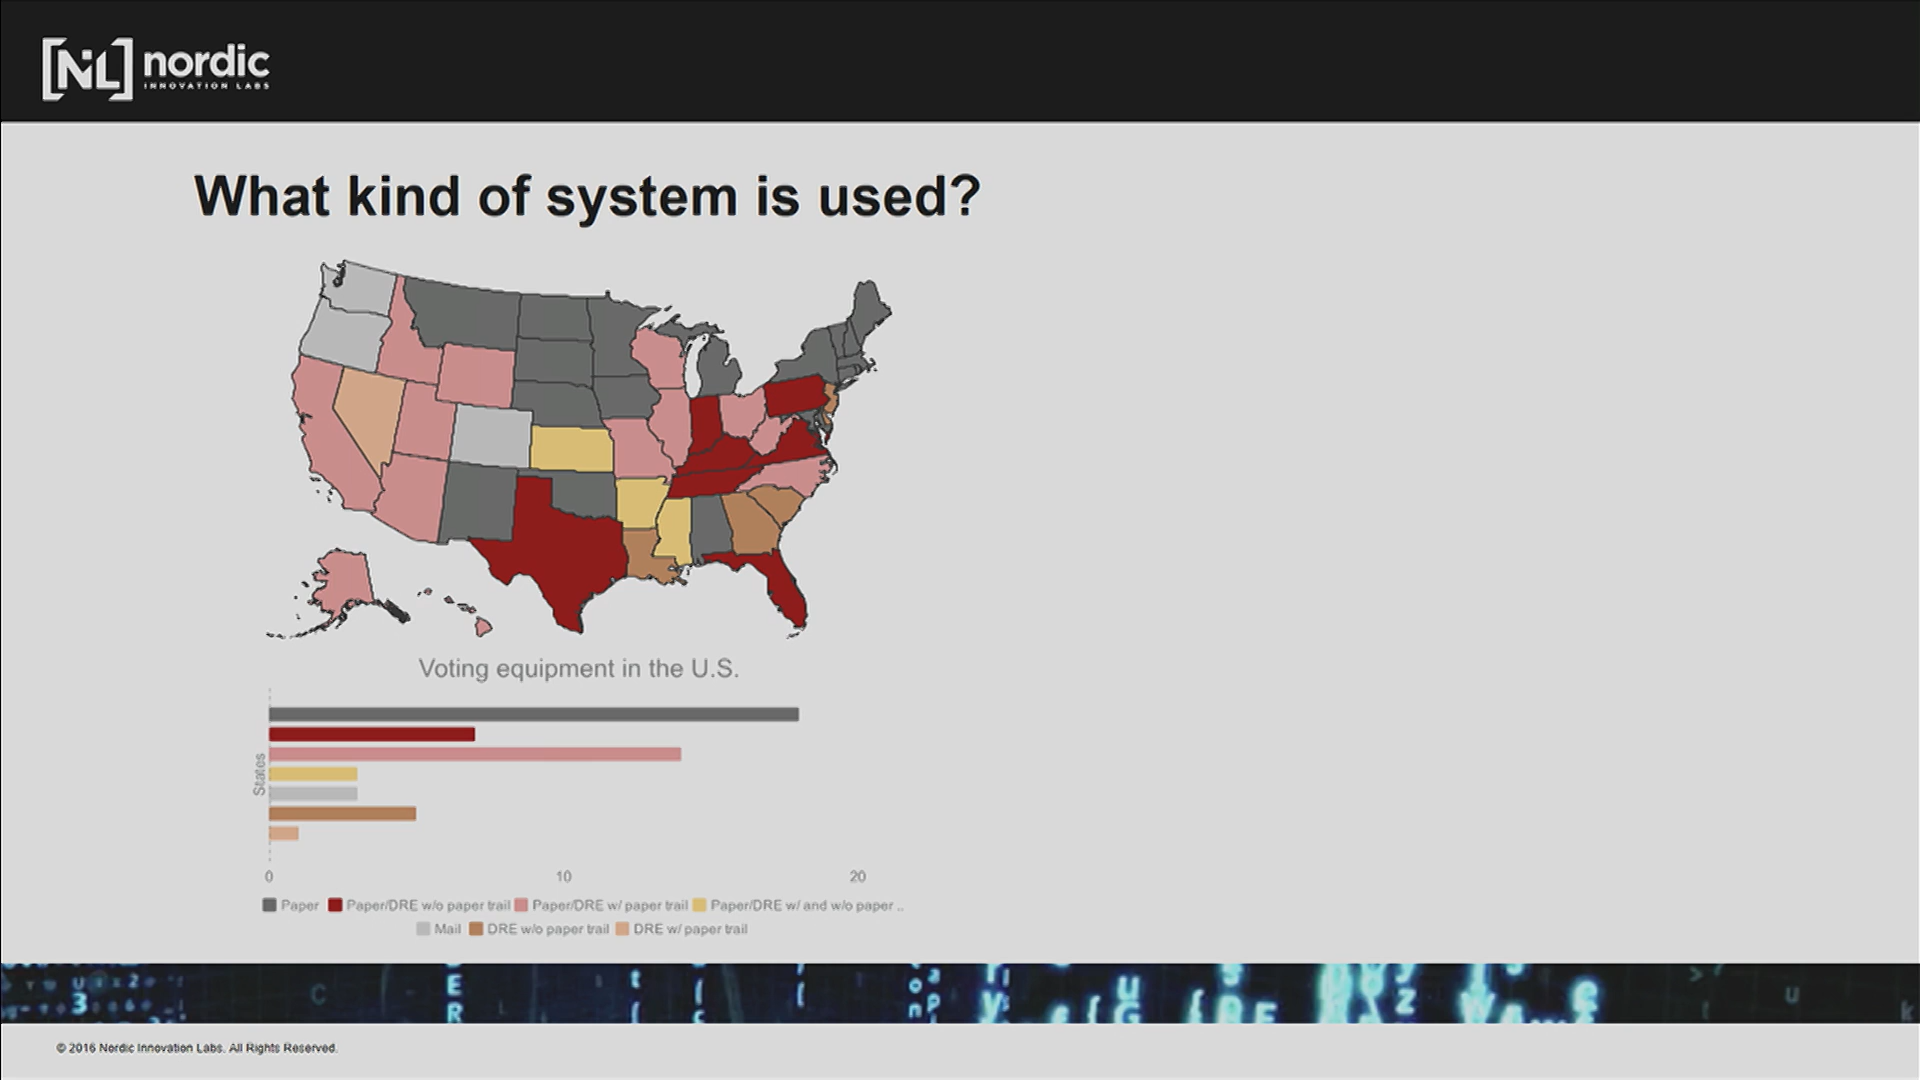 [NiL] nordic
INNOVATION LABS
What kind of system is used?
Voting equipment in the U.S.
States
0 10 20
Paper Paper/DRE w/o paper trail Paper/DRE w/ paper trail Paper/DRE w/ and w/o paper ..
Mail DRE w/o paper trail DRE w/ paper trail
© 2016 Nordic Innovation Labs. All Rights Reserved.